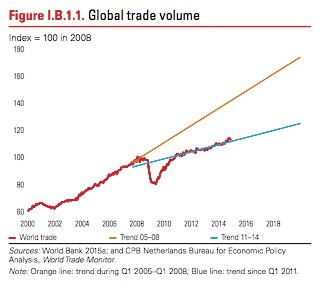 Figure I.B.1.1. Global trade volume
Index = 100 in 2008
180
160
140
120
100
80
60
2000 2002 2004 2006 2008 2010 2012 2014 2016 2018
World trade Trend 05–08 Trend 11–14
Sources: World Bank 2015a; and CPB Netherlands Bureau for Economic Policy
Analysis, World Trade Monitor.
Note: Orange line: trend during Q1 2005–Q1 2008; Blue line: trend since Q1 2011.